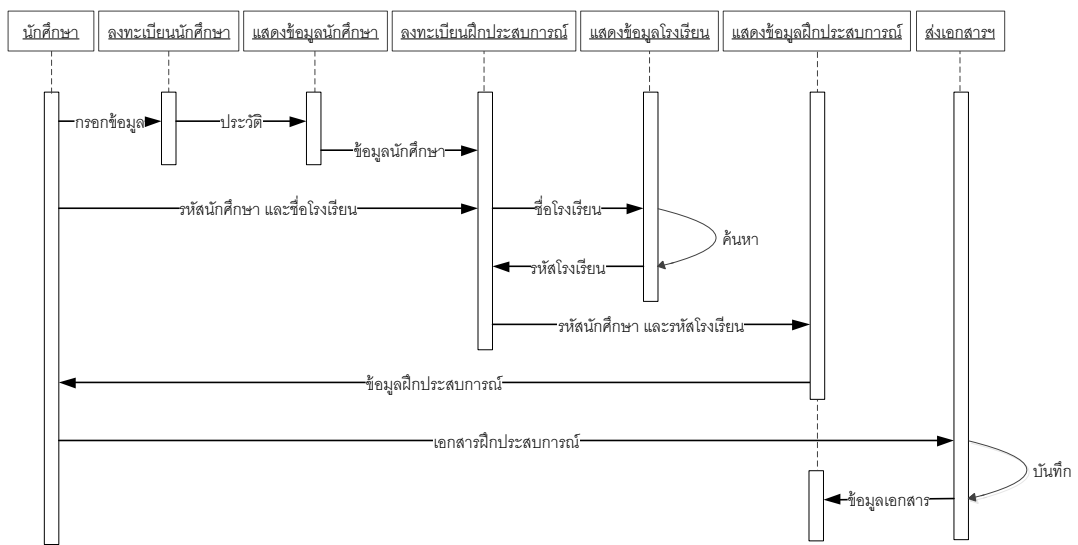 นักศึกษา
ลงทะเบียนนักศึกษา
แสดงข้อมูลนักศึกษา
ลงทะเบียนฝึกประสบการณ์
แสดงข้อมูลโรงเรียน
แสดงข้อมูลฝึกประสบการณ์
ส่งเอกสารฯ
กรอกข้อมูล
ประวัติ
ข้อมูลนักศึกษา
รหัสนักศึกษา และชื่อโรงเรียน
ชื่อโรงเรียน
ค้นหา
รหัสโรงเรียน
รหัสนักศึกษา และรหัสโรงเรียน
ข้อมูลฝึกประสบการณ์
เอกสารฝึกประสบการณ์
บันทึก
ข้อมูลเอกสาร